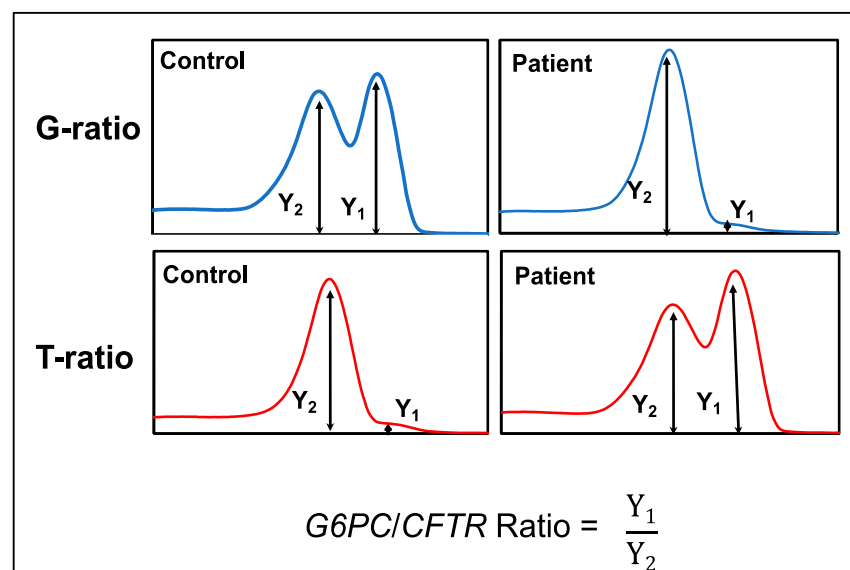 Control
Patient
G-ratio
Y₂
Y₁
Y₂
Y₁
Control
Patient
T-ratio
Y₂
Y₁
Y₂
Y₁
G6PC/CFTR Ratio = Y₁
Y₂